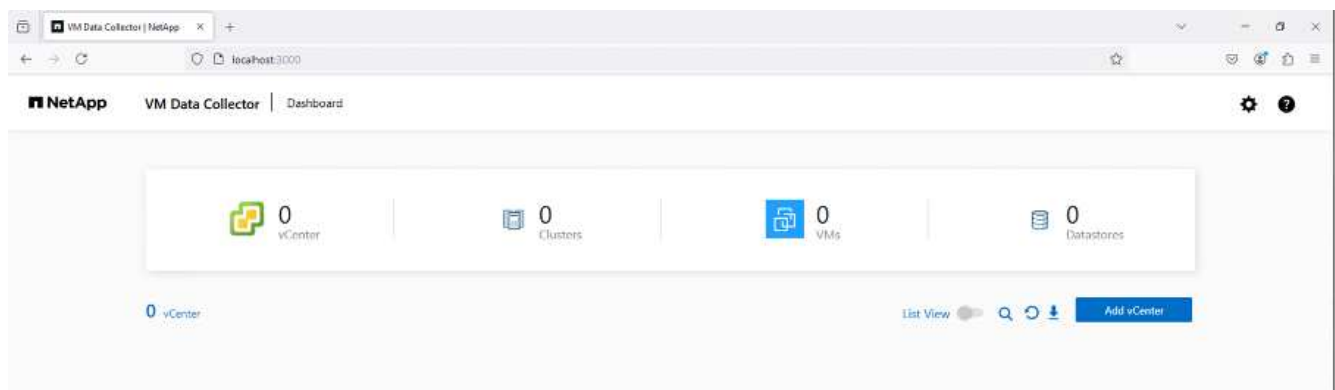 VM Data Collector | NetApp
localhost:3000
NetApp VM Data Collector | Dashboard
0 0 0 0
vCenter Clusters VMs Datastores
0 vCenter List View Add vCenter